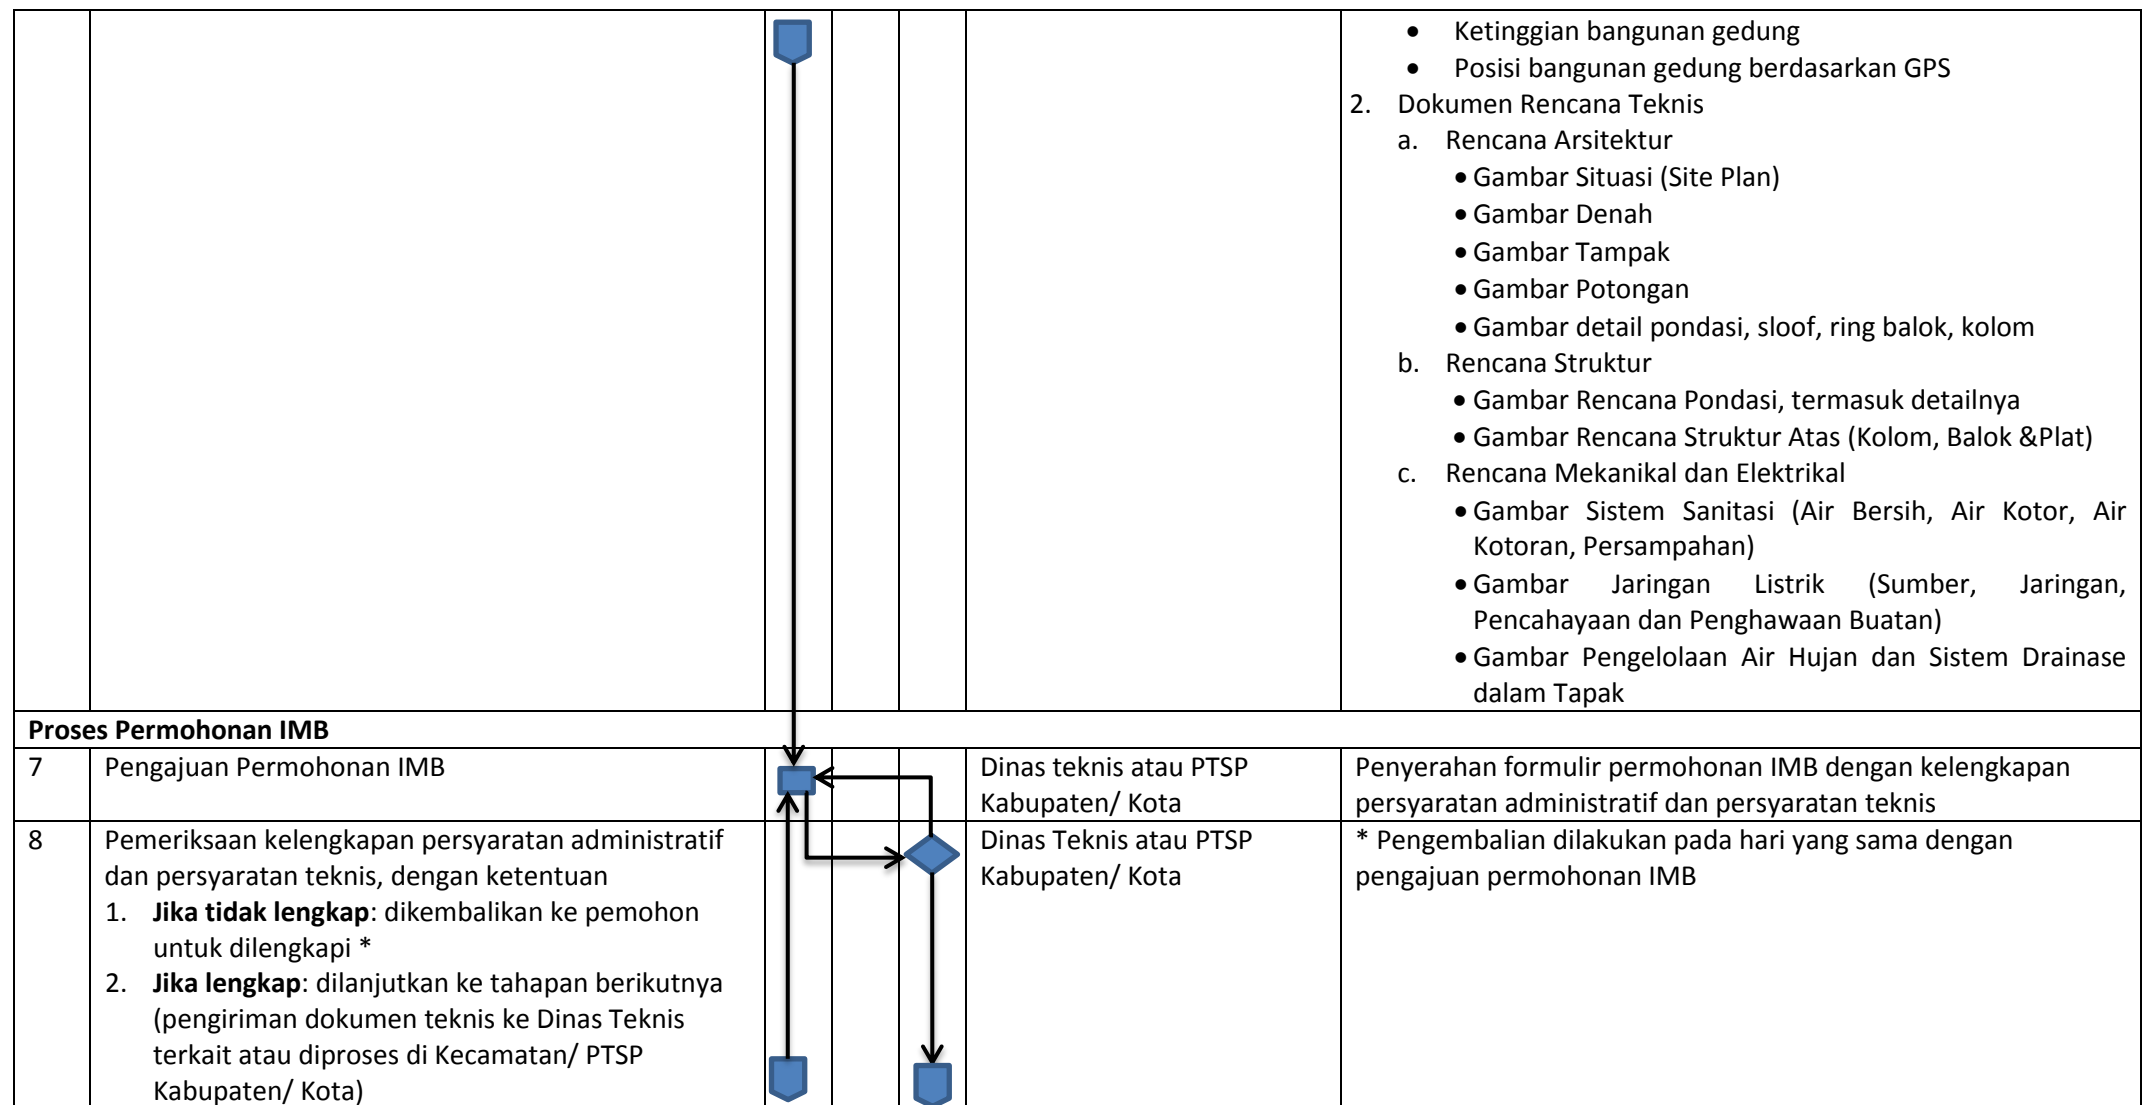 • Ketinggian bangunan gedung
• Posisi bangunan gedung berdasarkan GPS
2. Dokumen Rencana Teknis
a. Rencana Arsitektur
• Gambar Situasi (Site Plan)
• Gambar Denah
• Gambar Tampak
• Gambar Potongan
• Gambar detail pondasi, sloof, ring balok, kolom
b. Rencana Struktur
• Gambar Rencana Pondasi, termasuk detailnya
• Gambar Rencana Struktur Atas (Kolom, Balok &Plat)
c. Rencana Mekanikal dan Elektrikal
• Gambar Sistem Sanitasi (Air Bersih, Air Kotor, Air
Kotoran, Persampahan)
• Gambar Jaringan Listrik (Sumber, Jaringan,
Pencahayaan dan Penghawaan Buatan)
• Gambar Pengelolaan Air Hujan dan Sistem Drainase
dalam Tapak
Proses Permohonan IMB
7
Pengajuan Permohonan IMB
Dinas teknis atau PTSP
Kabupaten/ Kota
Penyerahan formulir permohonan IMB dengan kelengkapan
persyaratan administratif dan persyaratan teknis
8
Pemeriksaan kelengkapan persyaratan administratif
dan persyaratan teknis, dengan ketentuan
1. Jika tidak lengkap: dikembalikan ke pemohon
untuk dilengkapi *
2. Jika lengkap: dilanjutkan ke tahapan berikutnya
(pengiriman dokumen teknis ke Dinas Teknis
terkait atau diproses di Kecamatan/ PTSP
Kabupaten/ Kota)
Dinas Teknis atau PTSP
Kabupaten/ Kota
* Pengembalian dilakukan pada hari yang sama dengan
pengajuan permohonan IMB